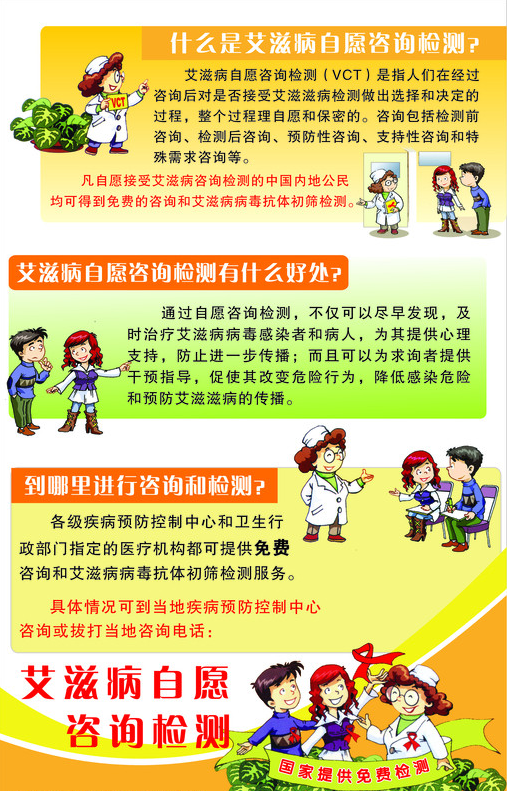 什么是艾滋病自愿咨询检测？
艾滋病自愿咨询检测（VCT）是指人们在经过
咨询后对是否接受艾滋滋病检测做出选择和决定的
过程，整个过程理自愿和保密的。咨询包括检测前
咨询、检测后咨询、预防性咨询、支持性咨询和特
殊需求咨询等。
凡自愿接受艾滋病咨询检测的中国内地公民
均可得到免费的咨询和艾滋病病毒抗体初筛检测。
VCT
艾滋病自愿咨询检测有什么好处？
通过自愿咨询检测，不仅可以尽早发现，及
时治疗艾滋病病毒感染者和病人，为其提供心理
支持，防止进一步传播；而且可以为求询者提供
干预指导，促使其改变危险行为，降低感染危险
和预防艾滋滋病的传播。
到哪里进行咨询和检测？
各级疾病预防控制中心和卫生行
政部门指定的医疗机构都可提供免费
咨询和艾滋病病毒抗体初筛检测服务。
具体情况可到当地疾病预防控制中心
咨询或拔打当地咨询电话：
艾滋病自愿
咨询检测
国家提供免费检测